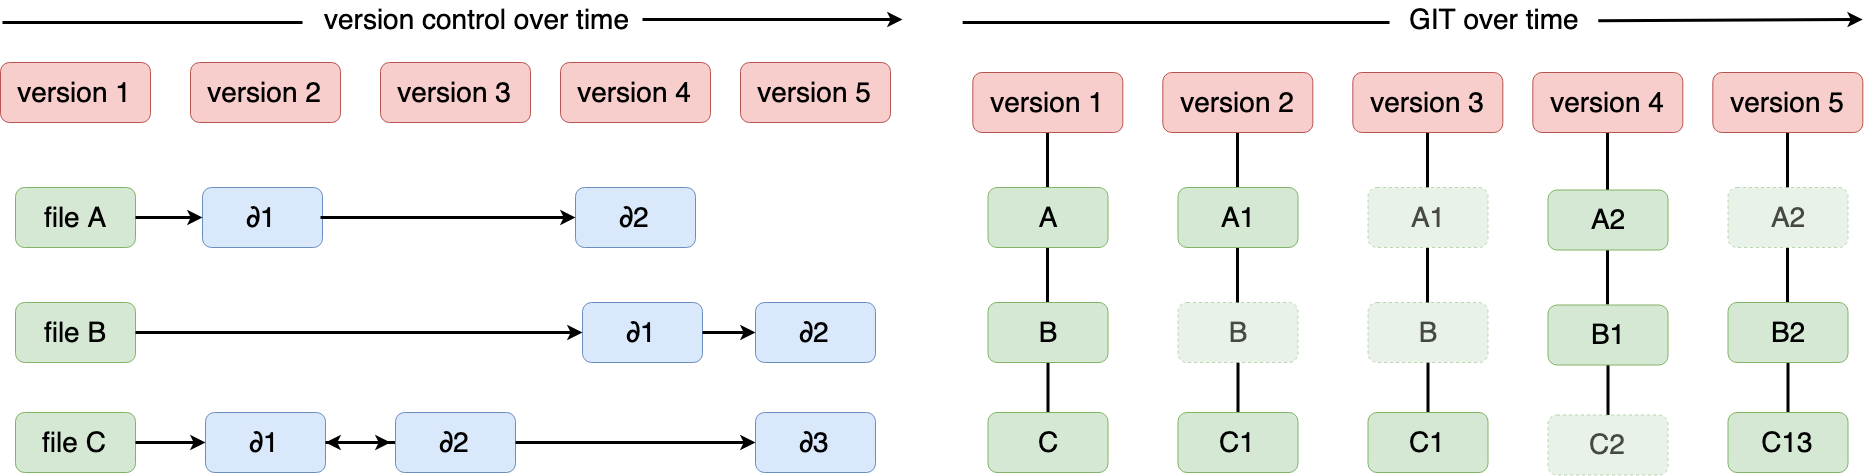 version control over time
version 1 version 2 version 3 version 4 version 5
file A ∂1 ∂2
file B ∂1 ∂2
file C ∂1 ∂2 ∂3
GIT over time
version 1 version 2 version 3 version 4 version 5
A A1 A1 A2 A2
B B B B1 B2
C C1 C1 C2 C13